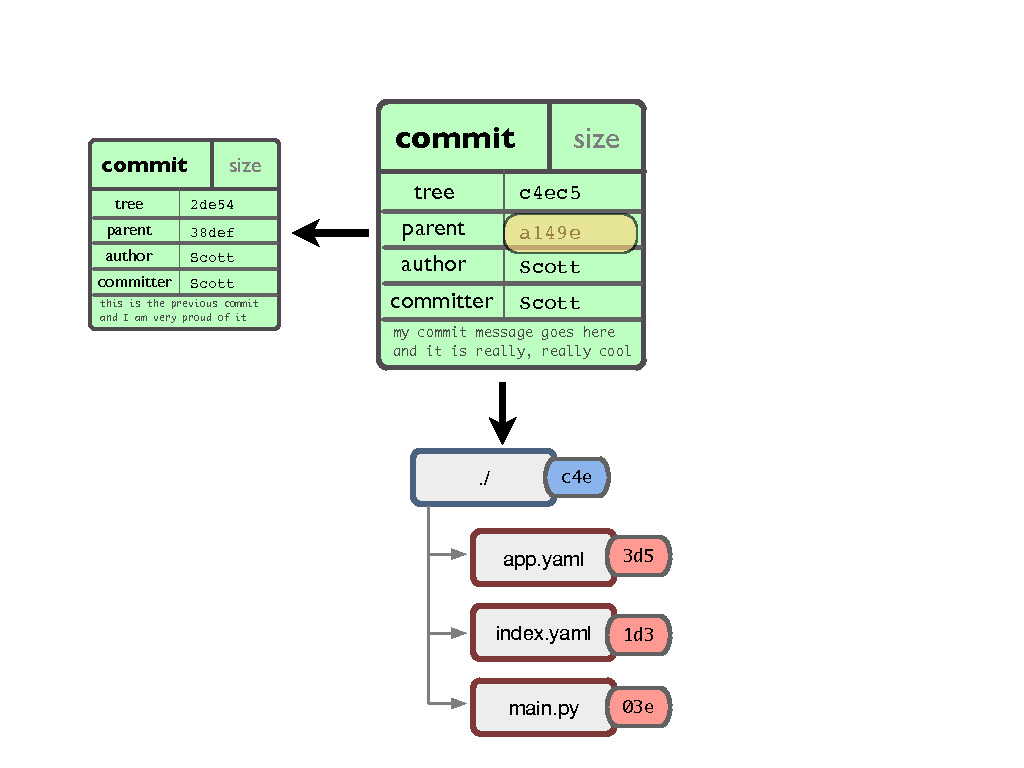 commit size
tree 2de54
parent 38def
author Scott
committer Scott
this is the previous commit
and I am very proud of it
commit size
tree c4ec5
parent a149e
author Scott
committer Scott
my commit message goes here
and it is really, really cool
./ c4e
app.yaml 3d5
index.yaml 1d3
main.py 03e